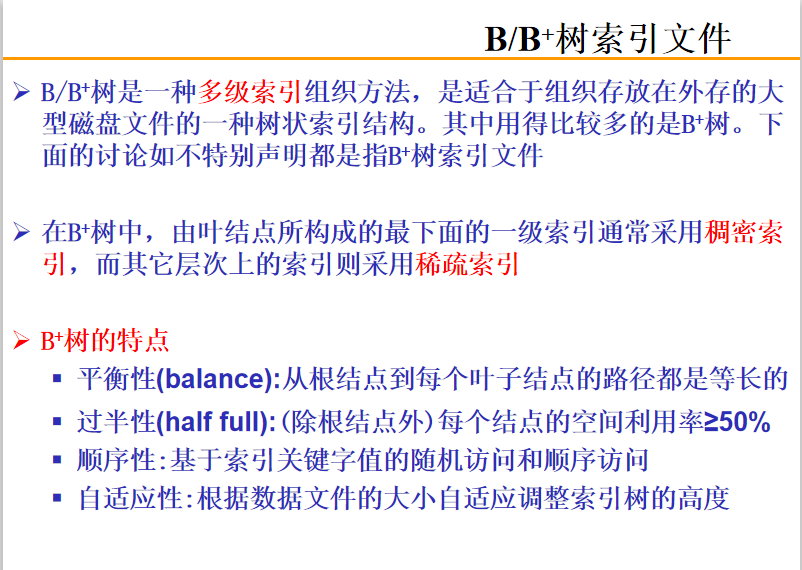 B/B⁺树索引文件
➢ B/B⁺树是一种多级索引组织方法，是适合于组织存放在外存的大
型磁盘文件的一种树状索引结构。其中用得比较多的是B⁺树。下
面的讨论如不特别声明都是指B⁺树索引文件
➢ 在B⁺树中，由叶结点所构成的最下面的一级索引通常采用稠密索
引，而其它层次上的索引则采用稀疏索引
➢ B⁺树的特点
▪ 平衡性(balance):从根结点到每个叶子结点的路径都是等长的
▪ 过半性(half full):(除根结点外)每个结点的空间利用率≥50%
▪ 顺序性:基于索引关键字值的随机访问和顺序访问
▪ 自适应性:根据数据文件的大小自适应调整索引树的高度